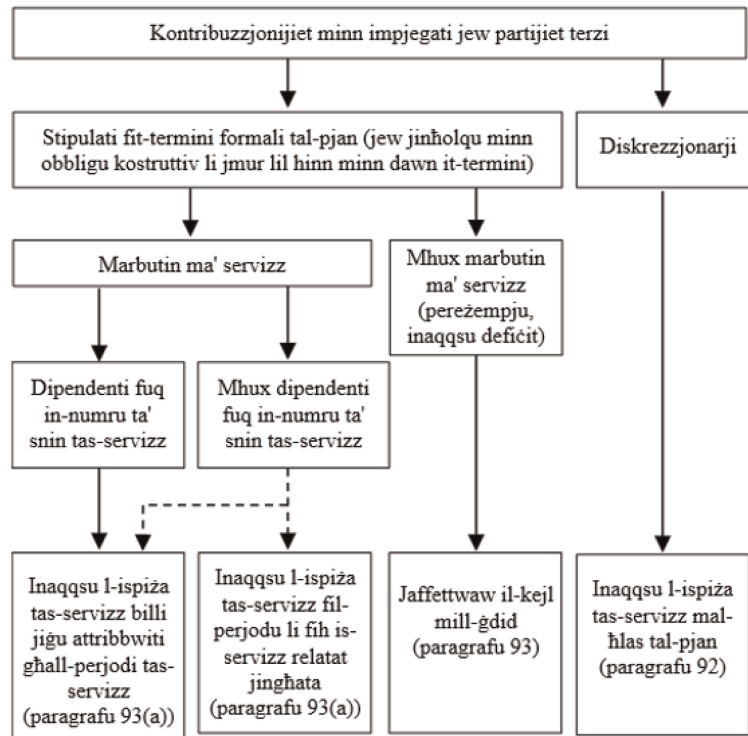 Kontribuzzjonijiet minn impjegati jew partijiet terzi
Stipulati fit-termini formali tal-pjan (jew jinħolqu minn
obbligu kostruttiv li jmur lil hinn minn dawn it-termini)
Diskrezzjonarji
Marbutin ma' servizz
Mhux marbutin
ma' servizz
(pereżempju,
inaqqsu defiċit)
Dipendenti fuq
in-numru ta'
snin tas-servizz
Mhux dipendenti
fuq in-numru ta'
snin tas-servizz
Inaqqsu l-ispiża
tas-servizz billi
jiġu attribbwiti
għall-perjodi tas-
servizz
(paragrafu 93(a))
Inaqqsu l-ispiża
tas-servizz fil-
perjodu li fih is-
servizz relatat
jingħata
(paragrafu 93(a))
Jaffettwaw il-kejl
mill-ġdid
(paragrafu 93)
Inaqqsu l-ispiża
tas-servizz mal-
ħlas tal-pjan
(paragrafu 92)